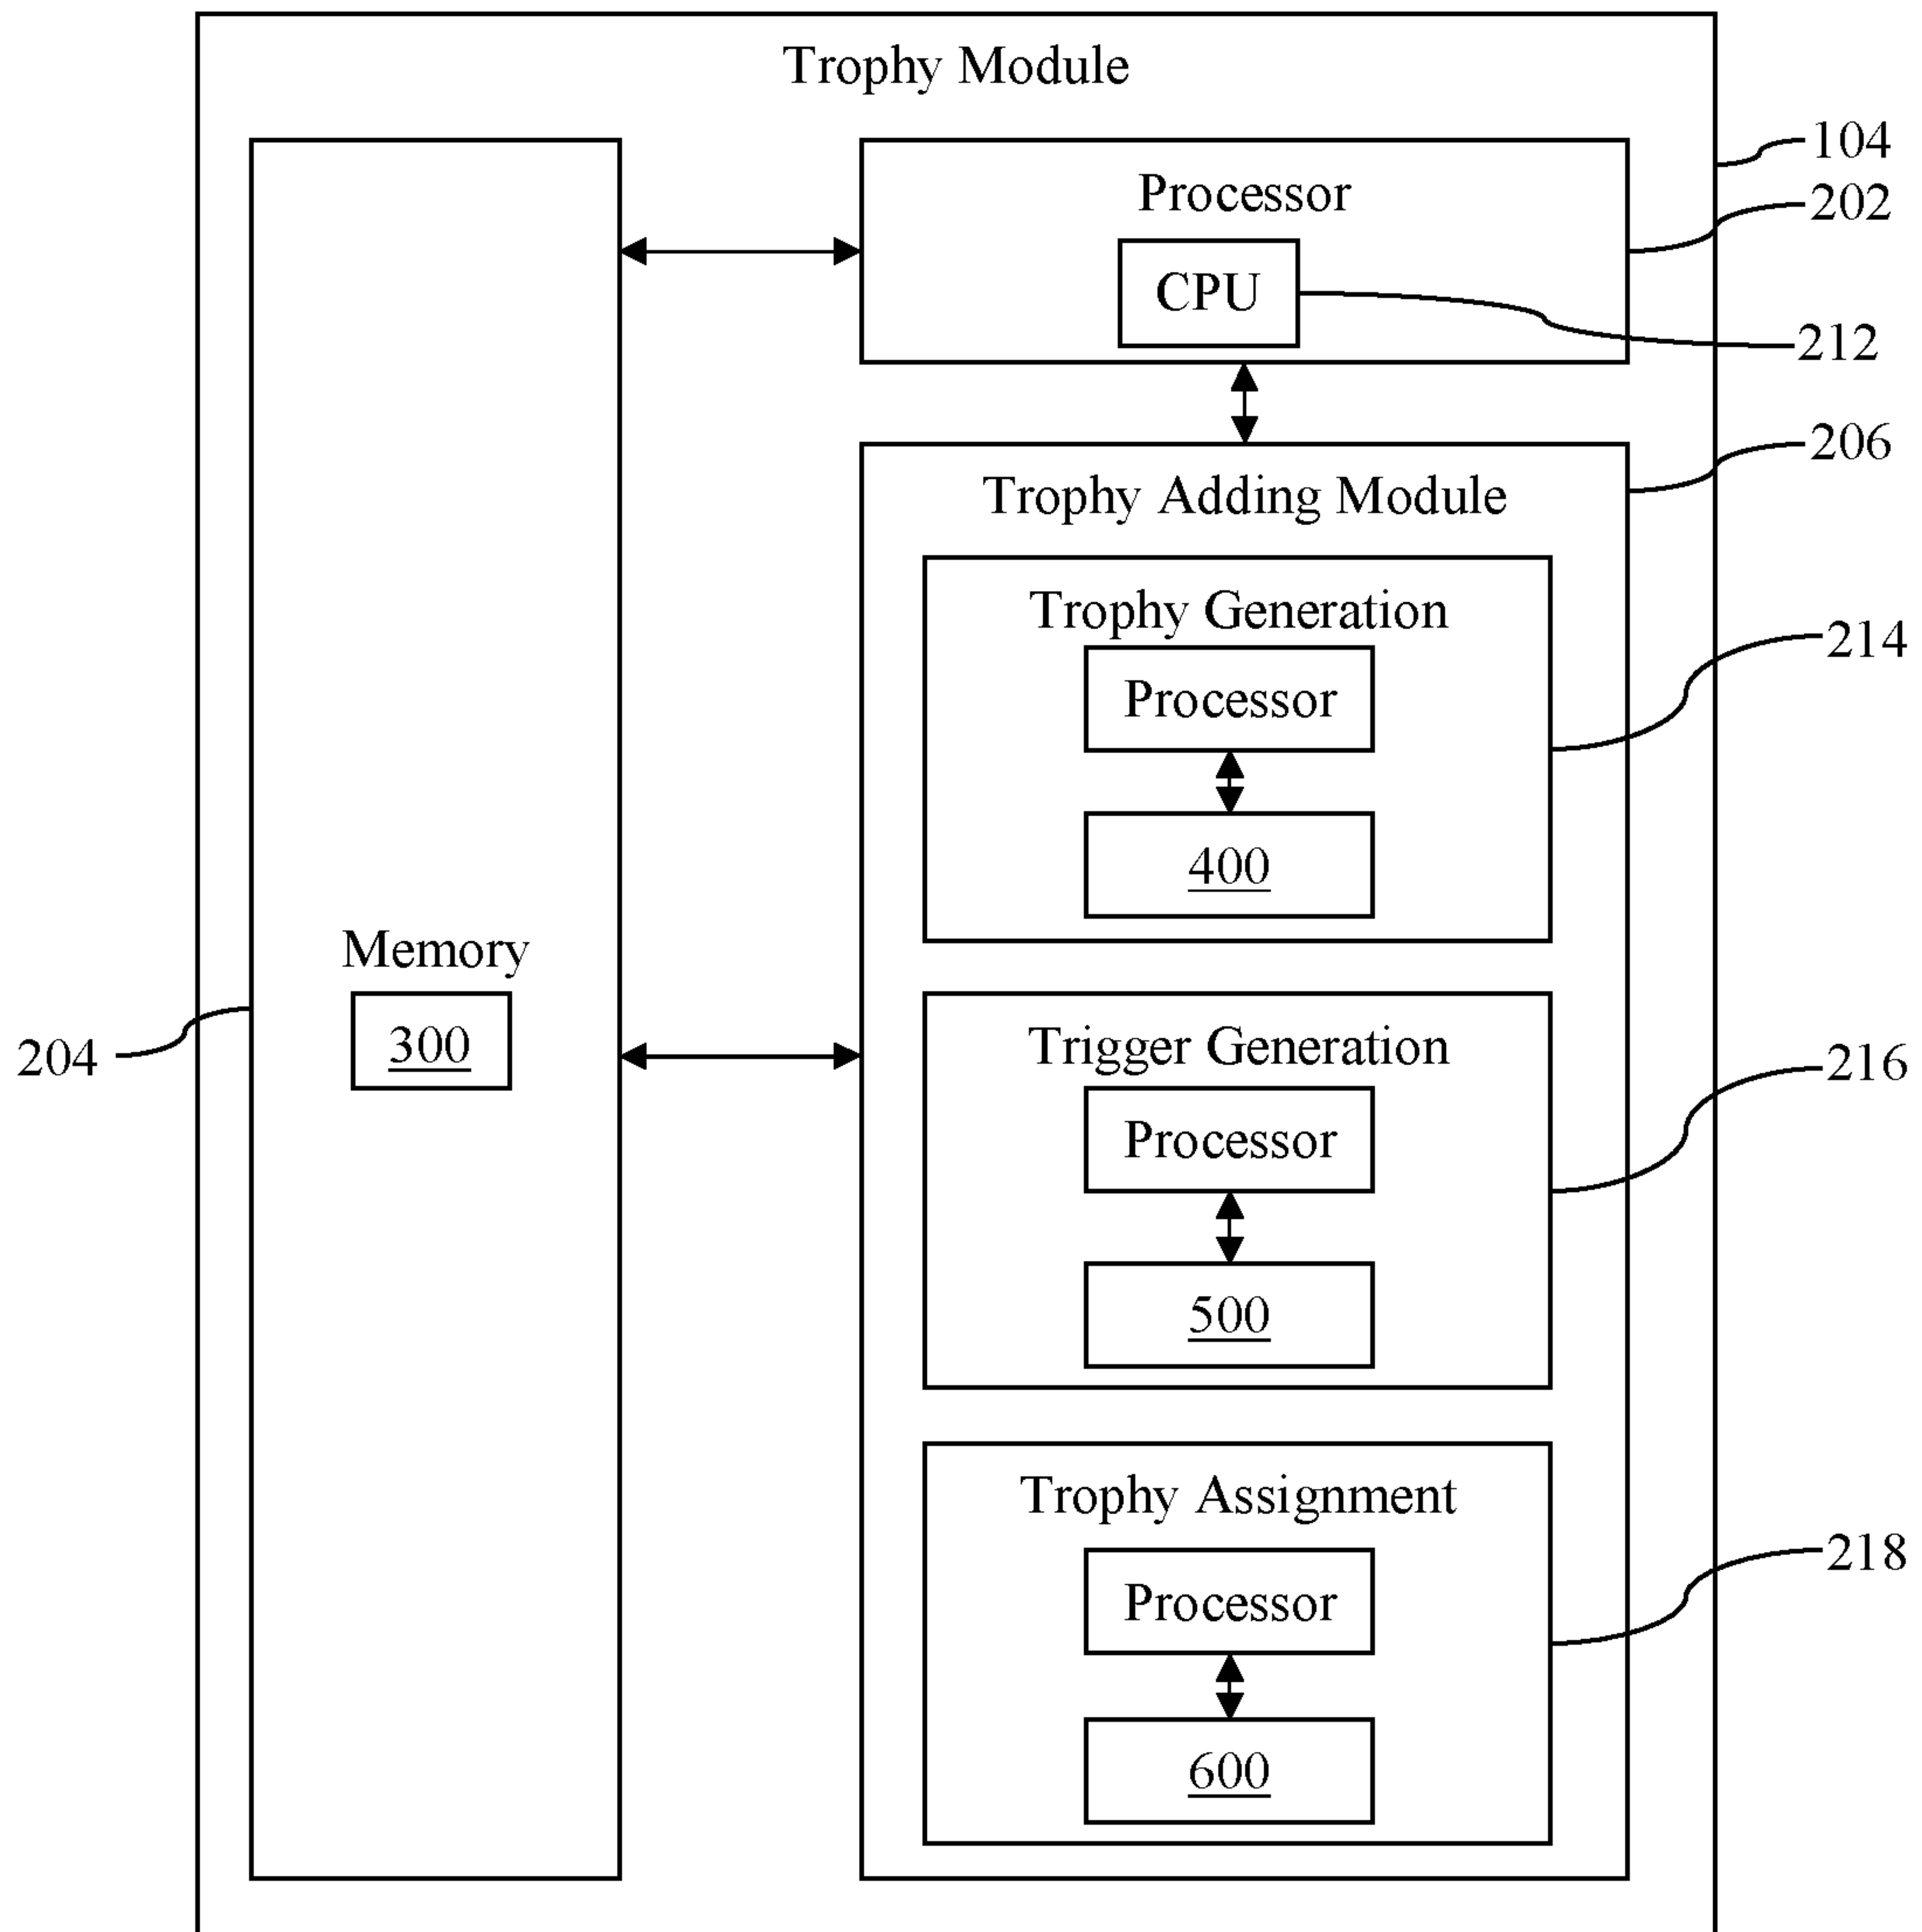 Trophy Module
104
Processor
202
CPU
212
206
Trophy Adding Module
Trophy Generation
214
Processor
400
Memory
300
204
Trigger Generation
216
Processor
500
Trophy Assignment
218
Processor
600